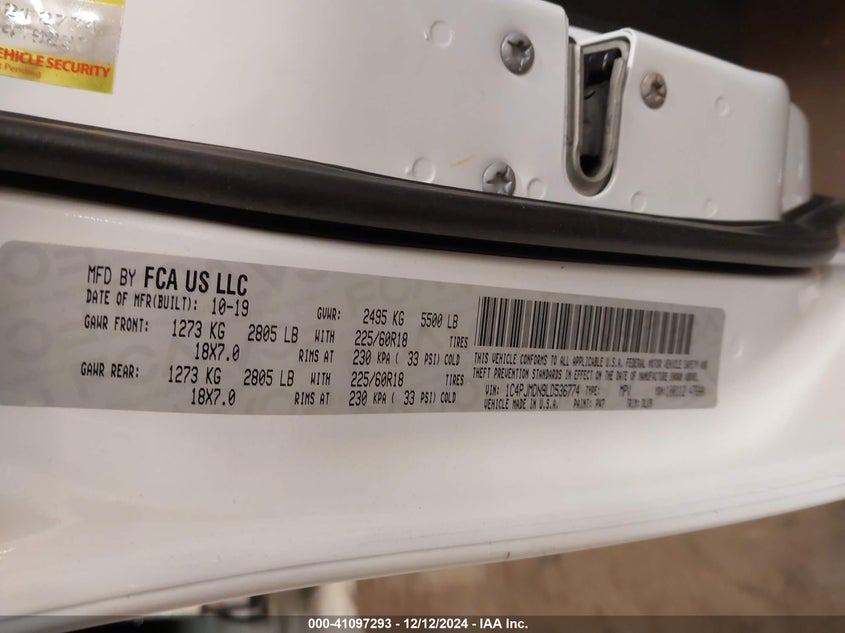 VEHICLE SECURITY
t Pending
MFD BY FCA US LLC
DATE OF MFR(BUILT): 10-19 GVWR: 2495 KG 5500 LB
GAWR FRONT: 1273 KG 2805 LB WITH 225/60R18 TIRES
18X7.0 RIMS AT 230 KPA ( 33 PSI) COLD
GAWR REAR: 1273 KG 2805 LB WITH 225/60R18 TIRES
18X7.0 RIMS AT 230 KPA ( 33 PSI) COLD
THIS VEHICLE CONFORMS TO ALL APPLICABLE U.S.A. FEDERAL MOTOR VEHICLE SAFETY AND
THEFT PREVENTION STANDARDS IN EFFECT ON THE DATE OF MANUFACTURE SHOWN ABOVE.
VIN: 1C4PJMDN9LD536774 TYPE: MPV
VEHICLE MADE IN U.S.A. PAINT: PW7 TRIM:
000-41097293 - 12/12/2024 - IAA Inc.